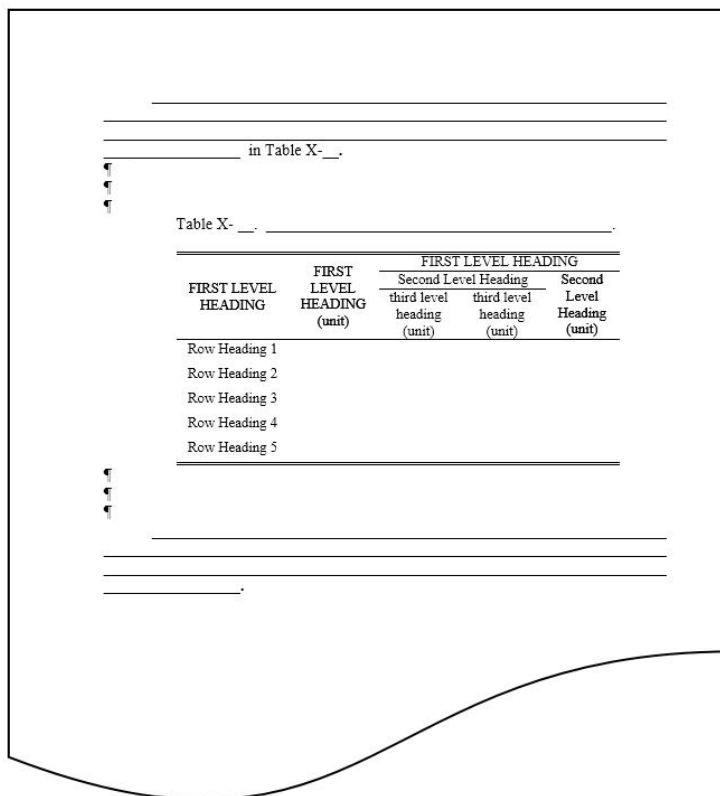 in Table X-__.
¶
¶
¶
Table X- __. ____________________.
FIRST LEVEL HEADING
FIRST LEVEL
HEADING
FIRST
LEVEL
HEADING
(unit)
Second Level Heading
third level
heading
(unit)
third level
heading
(unit)
Second
Level
Heading
(unit)
Row Heading 1
Row Heading 2
Row Heading 3
Row Heading 4
Row Heading 5
¶
¶
¶